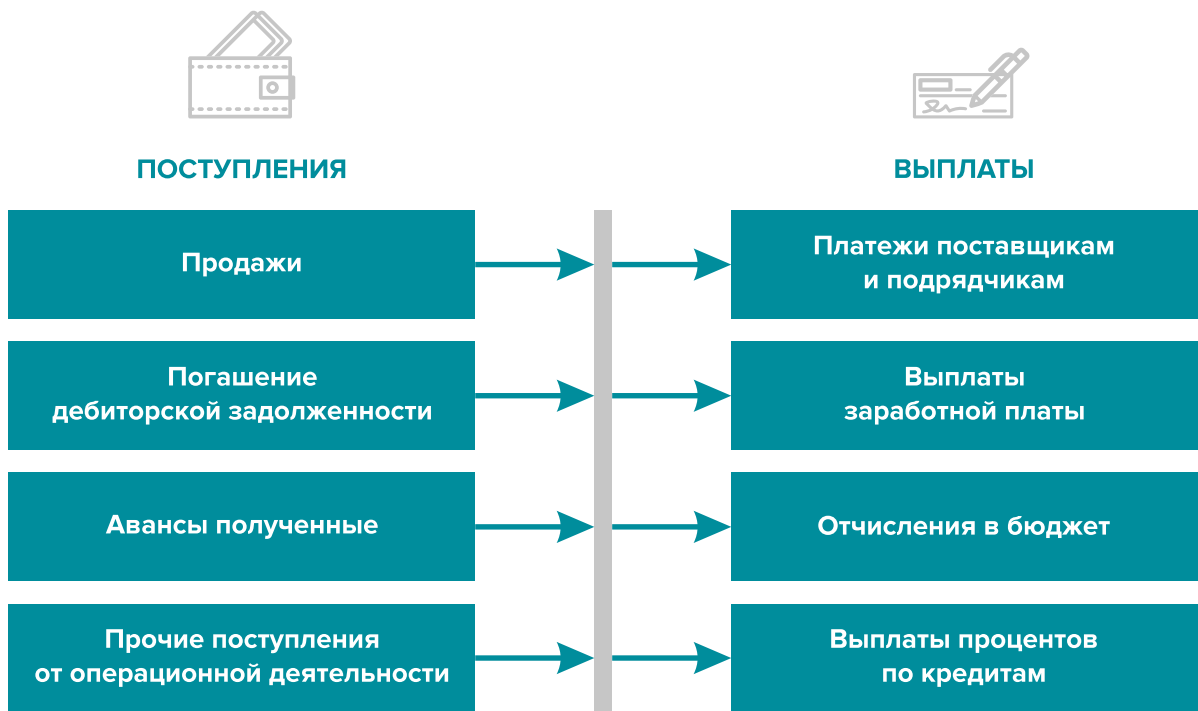 ПОСТУПЛЕНИЯ
ВЫПЛАТЫ
Продажи
Платежи поставщикам
и подрядчикам
Погашение
дебиторской задолженности
Выплаты
заработной платы
Авансы полученные
Отчисления в бюджет
Прочие поступления
от операционной деятельности
Выплаты процентов
по кредитам